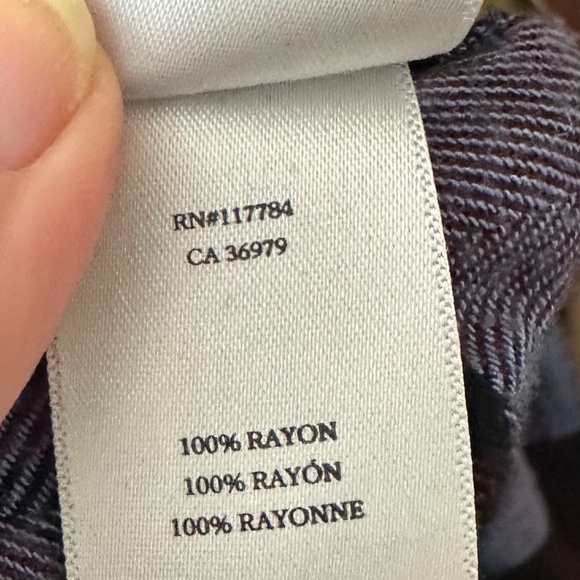 RN#117784
CA 36979
100% RAYON
100% RAYÓN
100% RAYONNE